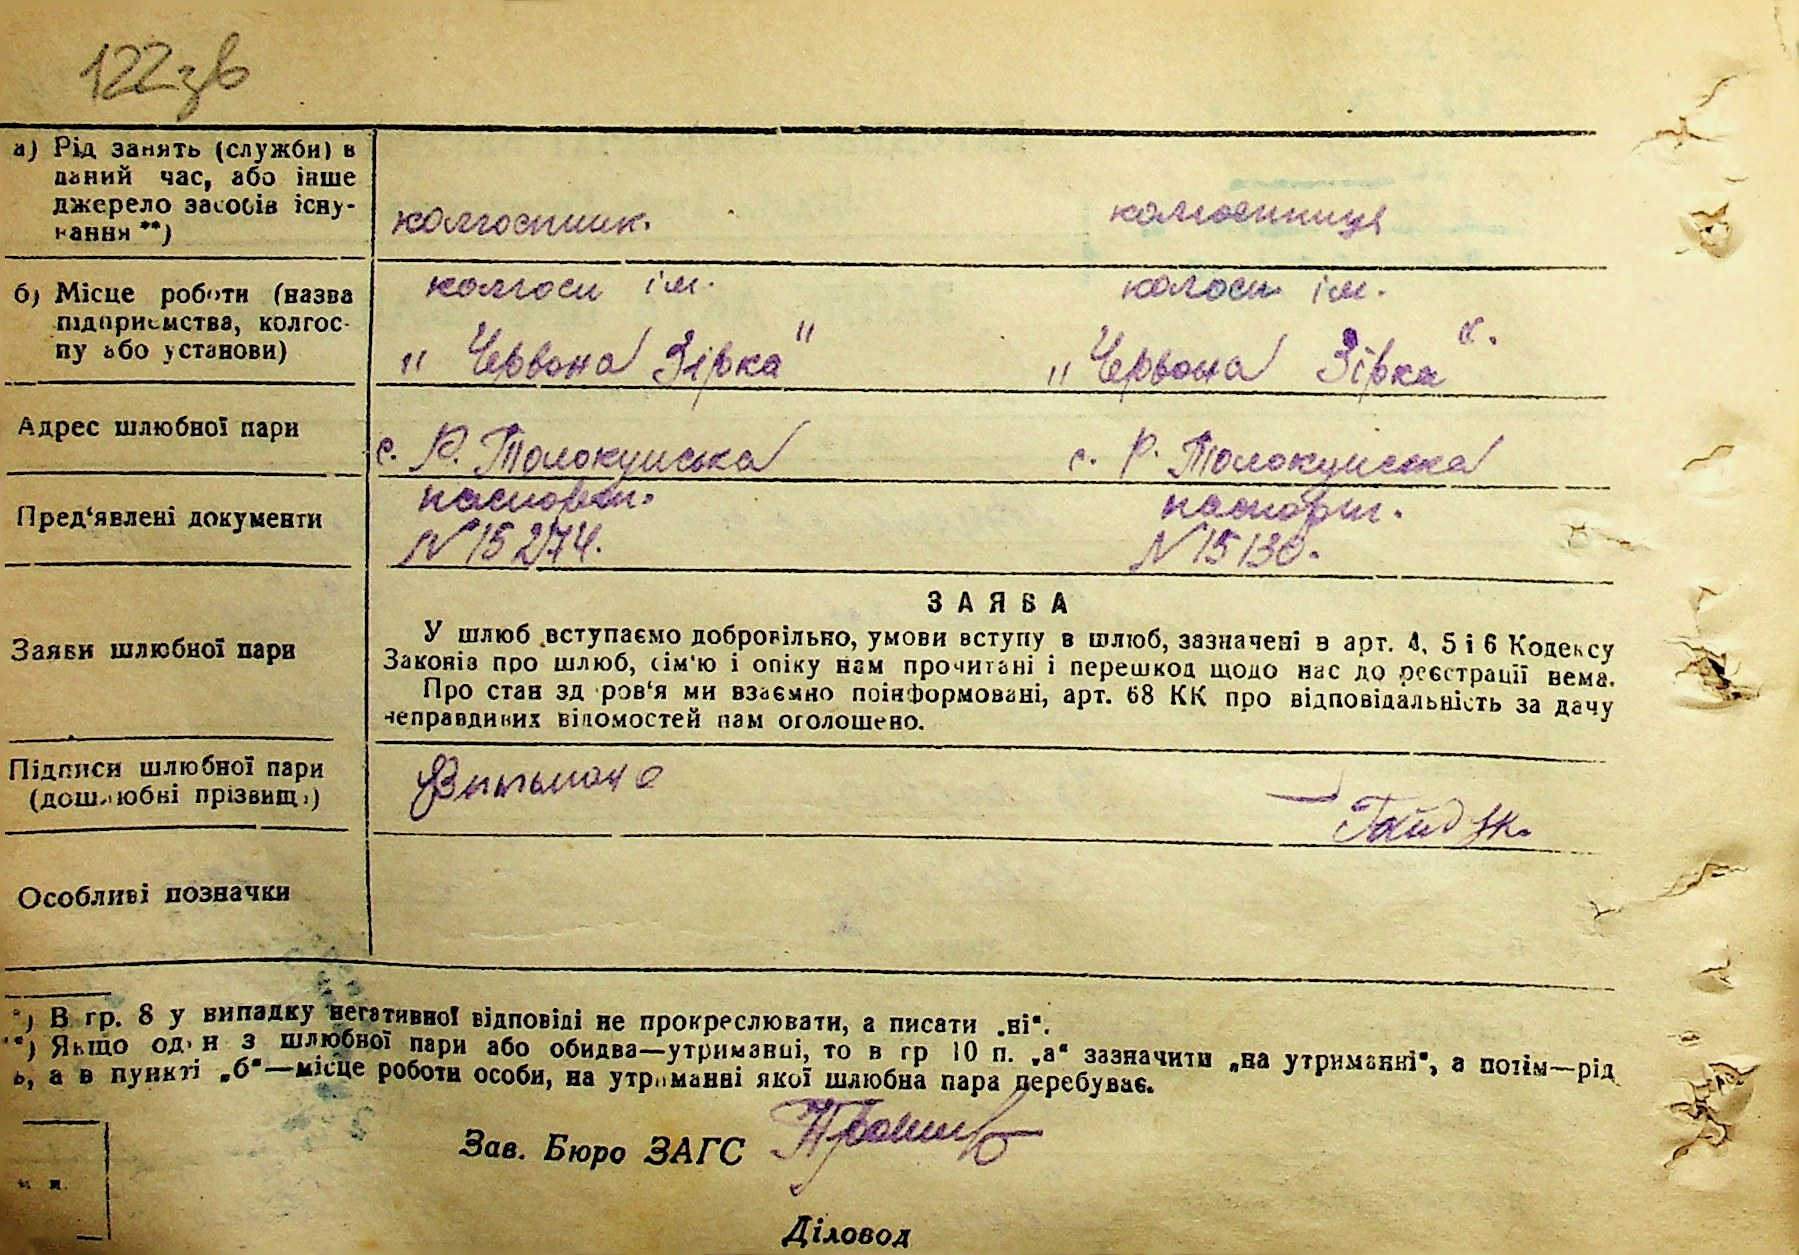 122 зв
а) Рід занять (служби) в
даний час, або інше
джерело засобів існу-
вання **)
колгоспник. колгоспниця
б) Місце роботи (назва
підприємства, колгос-
пу або установи)
колгосп ім. колгосп ім.
„Червона Зірка" „Червона Зірка".
Адрес шлюбної пари
с. Р. Толокунська с. Р. Толокунська
Пред'явлені документи
паспорт. паспорт.
№ 15274. № 15130.
ЗАЯВА
Заяви шлюбної пари
У шлюб вступаємо добровільно, умови вступу в шлюб, зазначені в арт. 4, 5 і 6 Кодексу
Законів про шлюб, сім'ю і опіку нам прочитані і перешкод щодо нас до реєстрації нема.
Про стан здоров'я ми взаємно поінформовані, арт. 68 КК про відповідальність за дачу
неправдивих відомостей нам оголошено.
Підписи шлюбної пари
(дошлюбні прізвища)
Гайдук.
Особливі позначки
*) В гр. 8 у випадку негативної відповіді не прокреслювати, а писати „ні".
**) Якщо один з шлюбної пари або обидва—утриманці, то в гр 10 п. „а" зазначити „на утриманні", а потім—рід
ь, а в пункті „б"—місце роботи особи, на утриманні якої шлюбна пара перебуває.
Зав. Бюро ЗАГС
Діловод